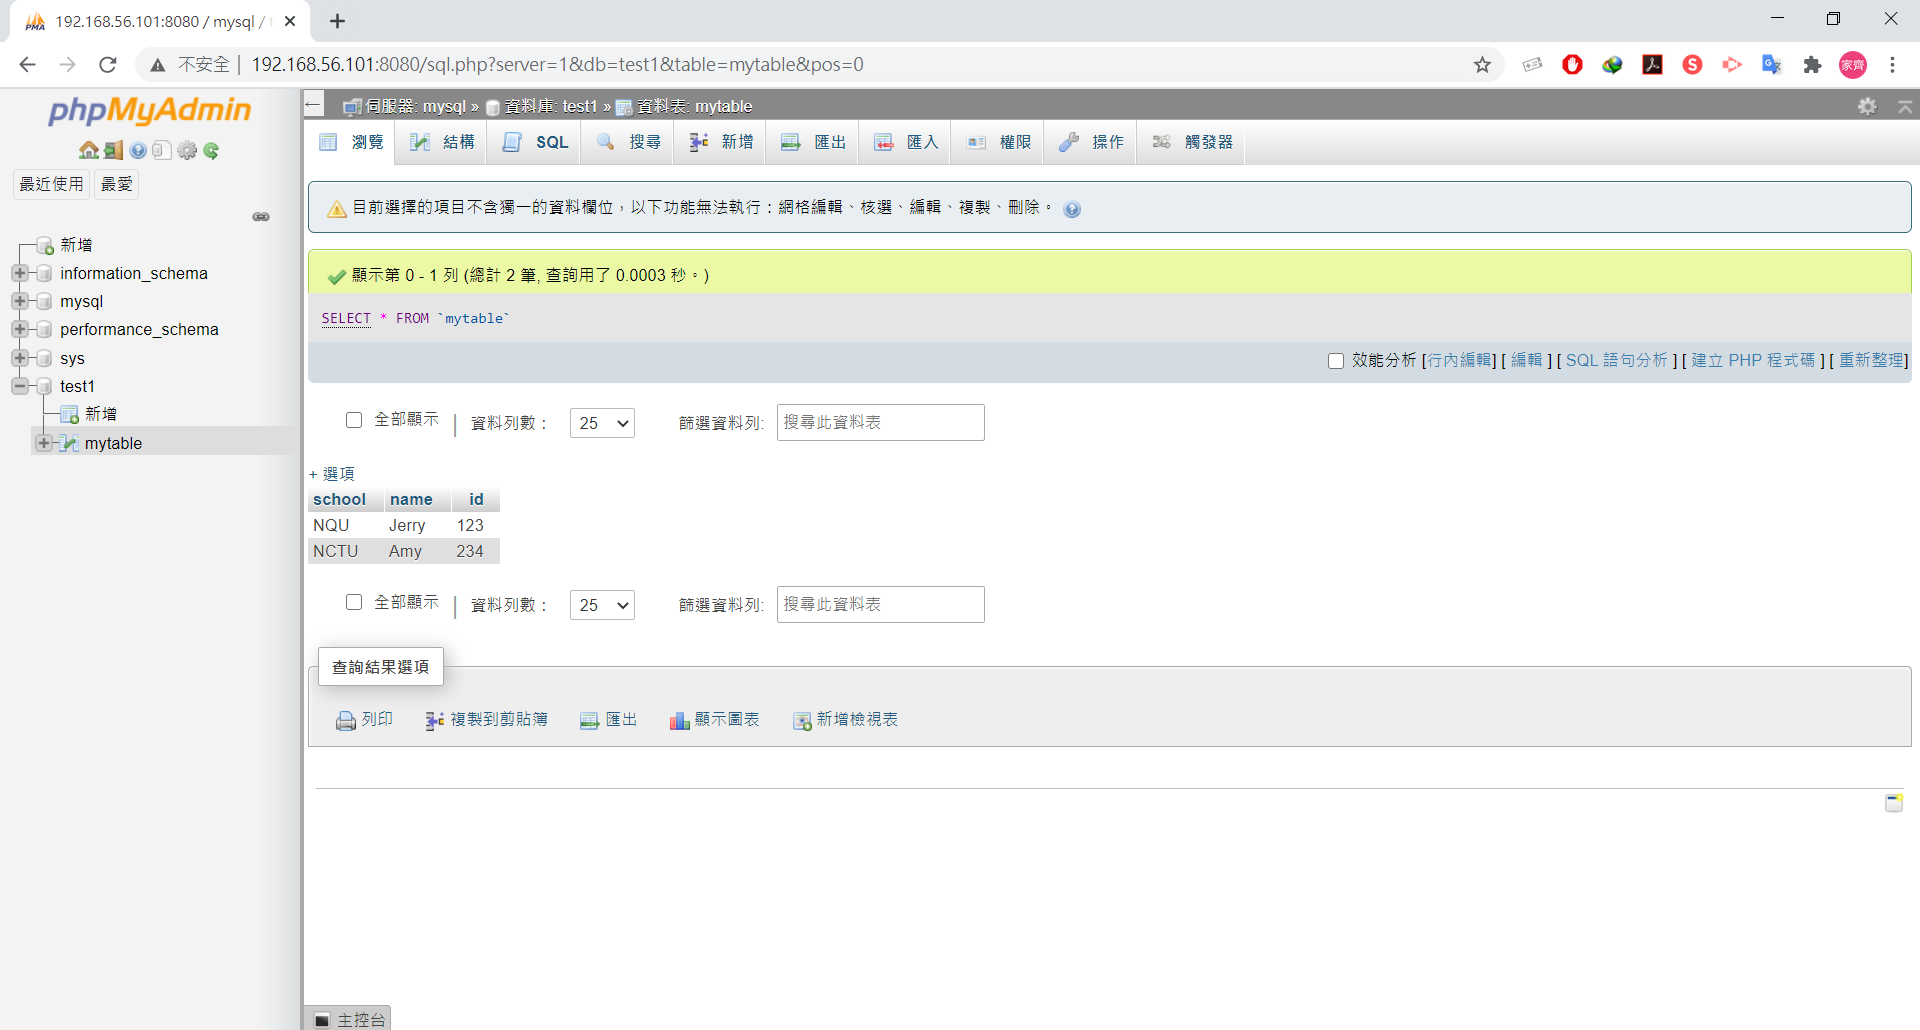 192.168.56.101:8080 / mysql /
不安全 | 192.168.56.101:8080/sql.php?server=1&db=test1&table=mytable&pos=0
家齊
phpMyAdmin
最近使用 最愛
新增
information_schema
mysql
performance_schema
sys
test1
新增
mytable
伺服器: mysql » 資料庫: test1 » 資料表: mytable
瀏覽 結構 SQL 搜尋 新增 匯出 匯入 權限 操作 觸發器
目前選擇的項目不含獨一的資料欄位，以下功能無法執行：網格編輯、核選、編輯、複製、刪除。
顯示第 0 - 1 列 (總計 2 筆, 查詢用了 0.0003 秒。)
SELECT * FROM `mytable`
效能分析 [行內編輯] [ 編輯 ] [ SQL 語句分析 ] [ 建立 PHP 程式碼 ] [ 重新整理]
全部顯示 | 資料列數： 25 篩選資料列: 搜尋此資料表
+ 選項
school name id
NQU Jerry 123
NCTU Amy 234
全部顯示 | 資料列數： 25 篩選資料列: 搜尋此資料表
查詢結果選項
列印 複製到剪貼簿 匯出 顯示圖表 新增檢視表
主控台